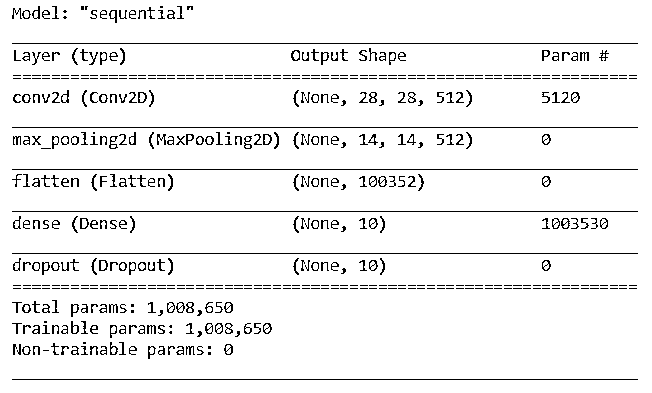 Model: "sequential"
Layer (type) Output Shape Param #
conv2d (Conv2D) (None, 28, 28, 512) 5120
max_pooling2d (MaxPooling2D) (None, 14, 14, 512) 0
flatten (Flatten) (None, 100352) 0
dense (Dense) (None, 10) 1003530
dropout (Dropout) (None, 10) 0
Total params: 1,008,650
Trainable params: 1,008,650
Non-trainable params: 0